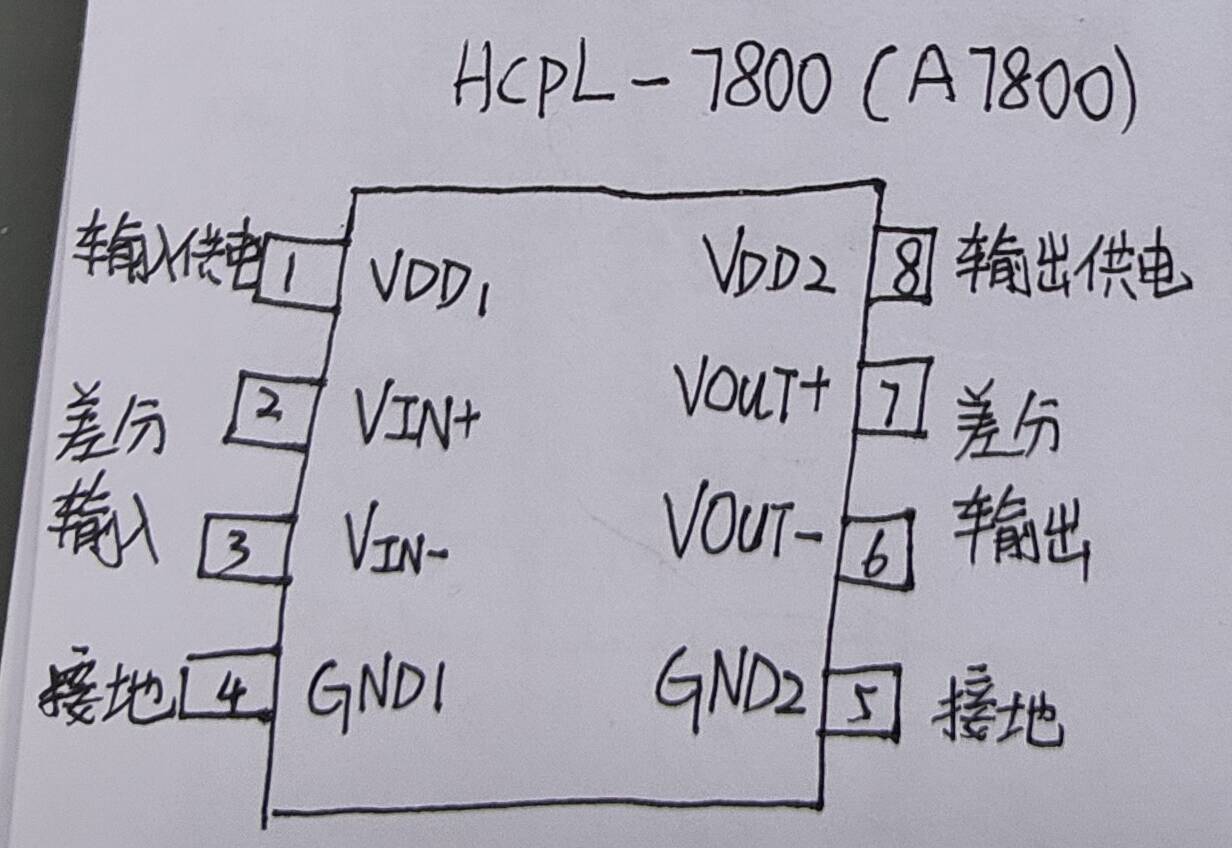 HCPL-7800 (A7800)
输入供电 1 VDD1 VDD2 8 输出供电
差分 2 VIN+ VOUT+ 7 差分
输入 3 VIN- VOUT- 6 输出
接地 4 GND1 GND2 5 接地